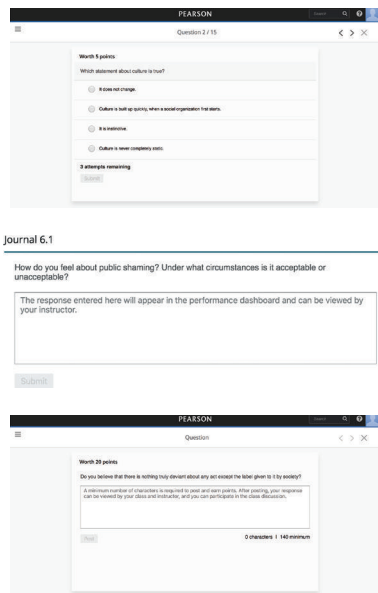 PEARSON
Search
Question 2 / 15
Worth 5 points
Which statement about culture is true?
It does not change.
Culture is built up quickly, when a social organization first starts.
It is instinctive.
Culture is never completely static.
3 attempts remaining
Submit
Journal 6.1
How do you feel about public shaming? Under what circumstances is it acceptable or
unacceptable?
The response entered here will appear in the performance dashboard and can be viewed by
your instructor.
Submit
PEARSON
Search
Question
Worth 20 points
Do you believe that there is nothing truly deviant about any act except the label given to it by society?
A minimum number of characters is required to post and earn points. After posting, your response
can be viewed by your class and instructor, and you can participate in the class discussion.
Post
0 characters | 140 minimum